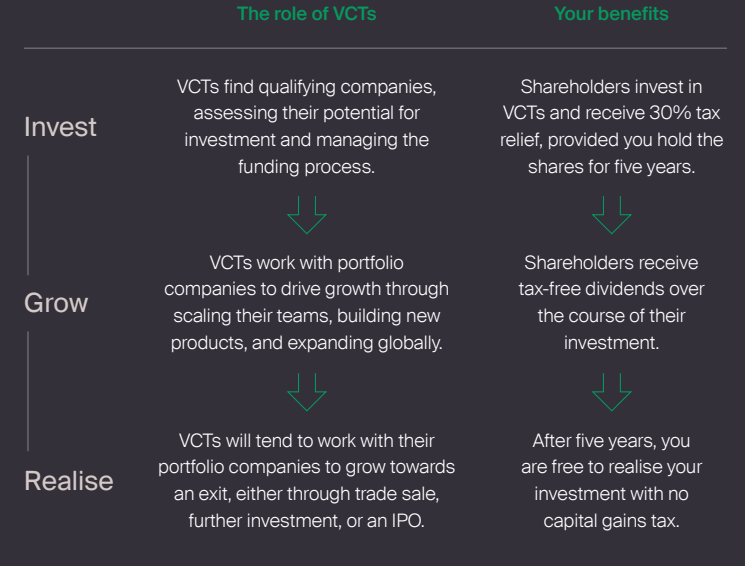 The role of VCTs
Your benefits
Invest
VCTs find qualifying companies,
assessing their potential for
investment and managing the
funding process.
Shareholders invest in
VCTs and receive 30% tax
relief, provided you hold the
shares for five years.
Grow
VCTs work with portfolio
companies to drive growth through
scaling their teams, building new
products, and expanding globally.
Shareholders receive
tax-free dividends over
the course of their
investment.
Realise
VCTs will tend to work with their
portfolio companies to grow towards
an exit, either through trade sale,
further investment, or an IPO.
After five years, you
are free to realise your
investment with no
capital gains tax.